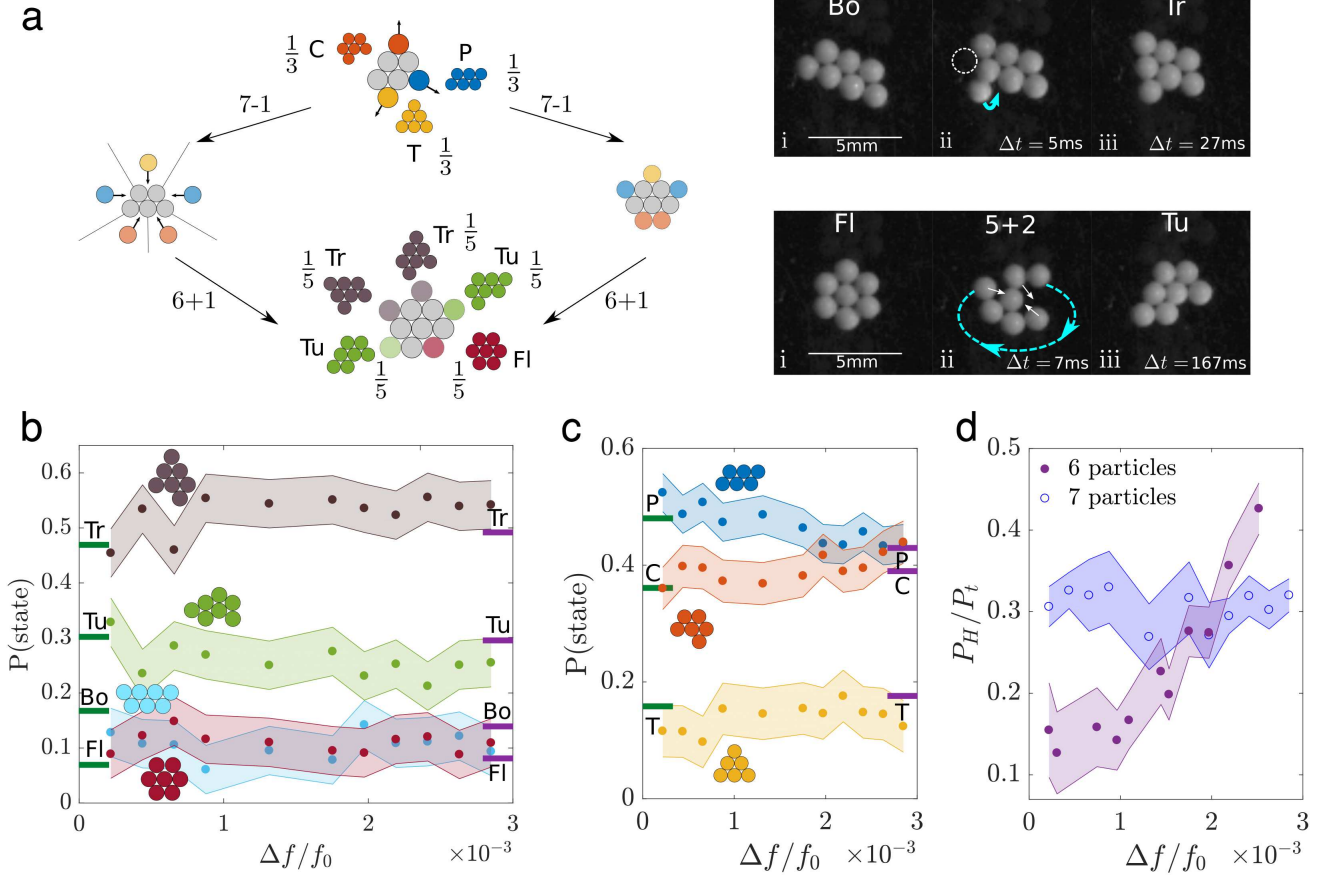 a
1/3 C
P 1/3
T 1/3
7-1
7-1
Tr 1/5
1/5 Tr
Tu 1/5
6+1
6+1
Tu 1/5
1/5 Fl
Bo
Tr
i
5mm
ii
Δt = 5ms
iii
Δt = 27ms
Fl
5+2
Tu
i
5mm
ii
Δt = 7ms
iii
Δt = 167ms
b
P(state)
0.6
0.5
0.4
0.3
0.2
0.1
0
Tr
Tu
Bo
Fl
Tr
Tu
Bo
Fl
0 1 2 3
Δf/f₀ ×10⁻³
c
P(state)
0.6
0.4
0.2
0
P
C
T
P
C
T
0 1 2 3
Δf/f₀ ×10⁻³
d
P_H/P_t
0.5
0.4
0.3
0.2
0.1
6 particles
7 particles
0 1 2 3
Δf/f₀ ×10⁻³